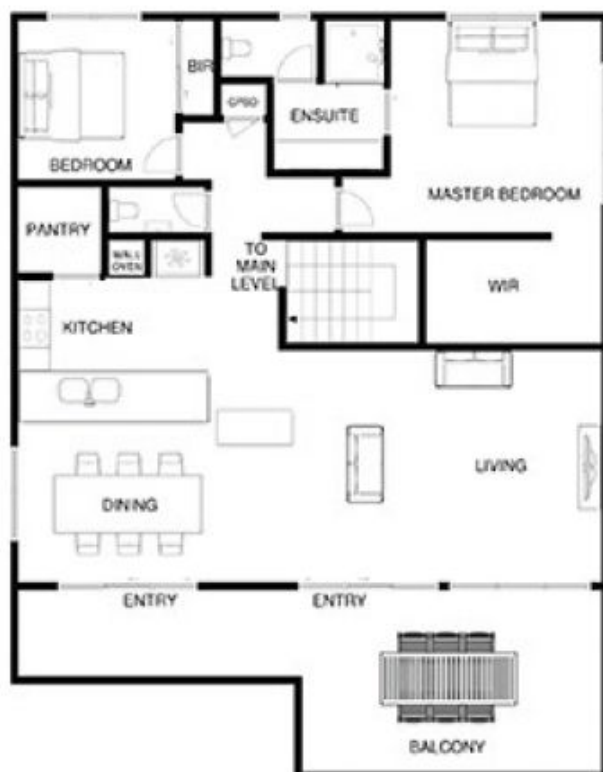 BIR
CPBD
ENSUITE
BEDROOM
MASTER BEDROOM
PANTRY
WALL
OVEN
TO
MAIN
LEVEL
WIR
KITCHEN
LIVING
DINING
ENTRY
ENTRY
BALCONY